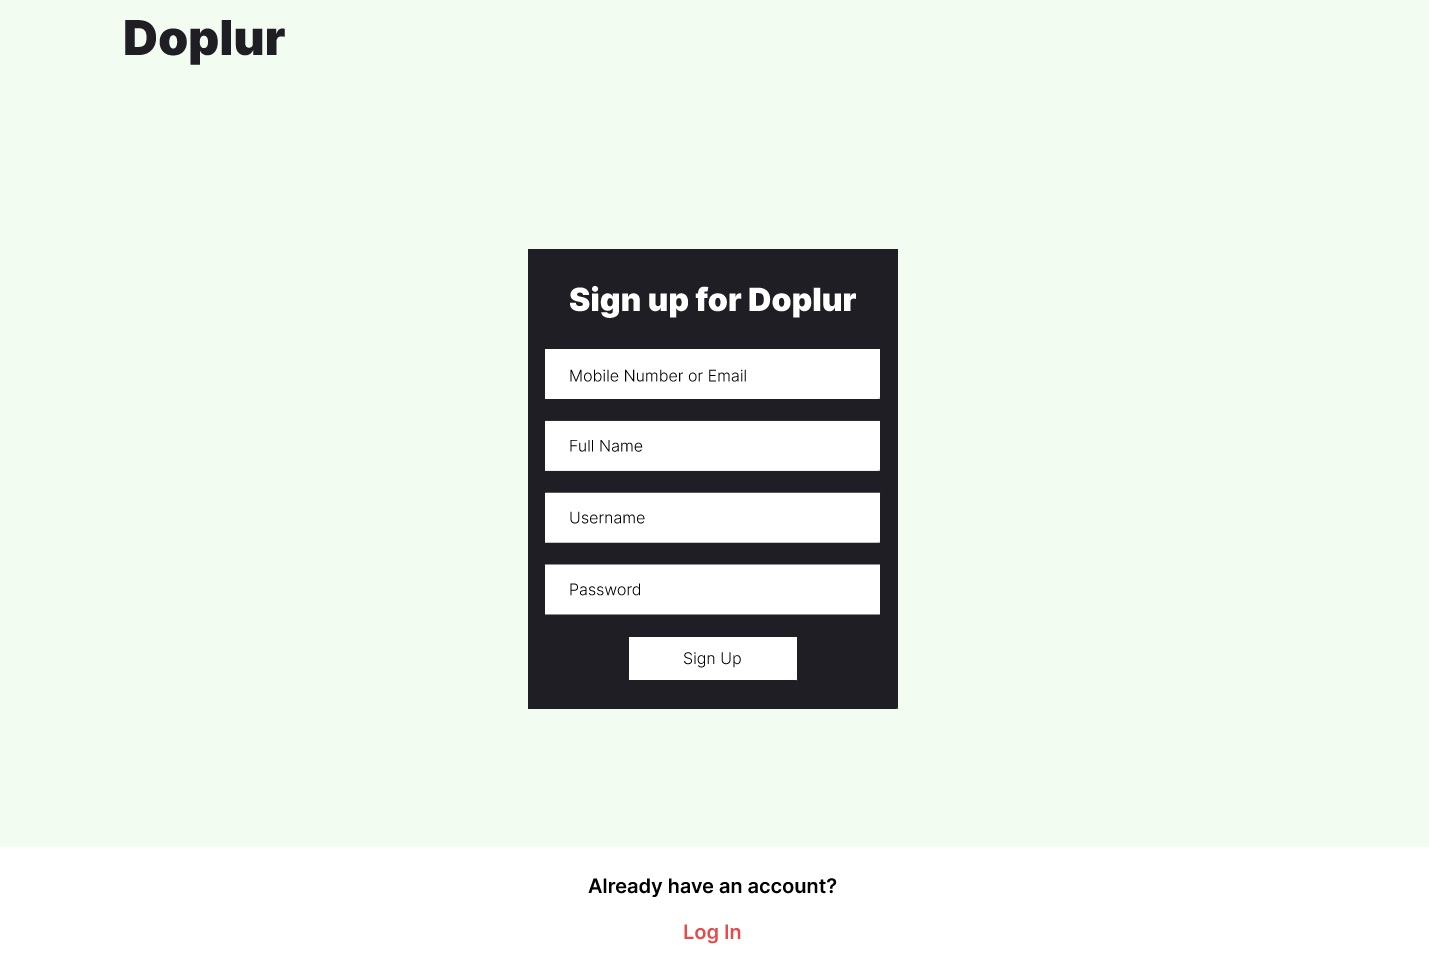 Doplur
Sign up for Doplur
Mobile Number or Email
Full Name
Username
Password
Sign Up
Already have an account?
Log In